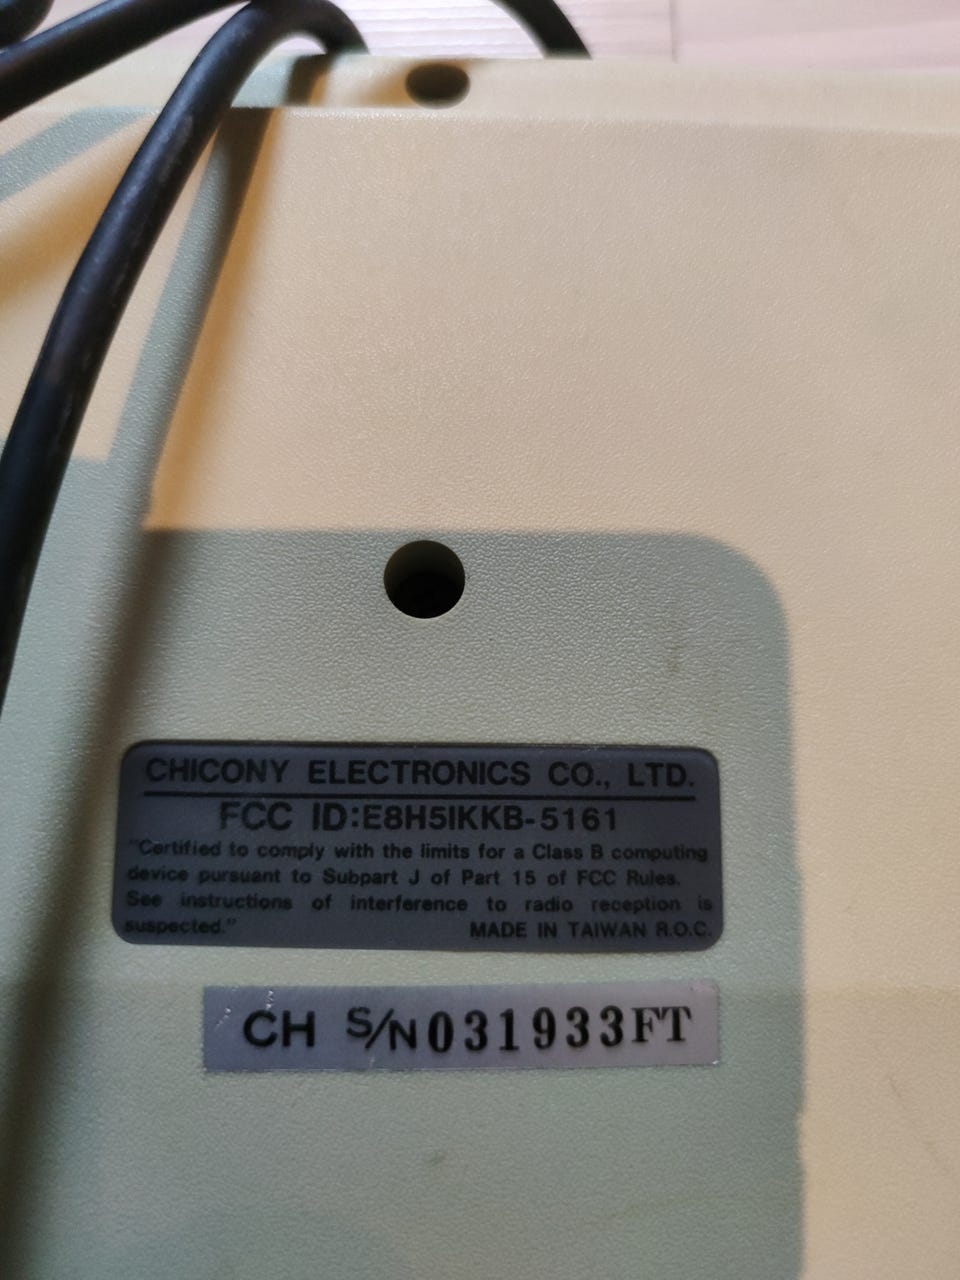 CHICONY ELECTRONICS CO., LTD.
FCC ID:E8H5IKKB-5161
"Certified to comply with the limits for a Class B computing
device pursuant to Subpart J of Part 15 of FCC Rules.
See instructions of interference to radio reception is
suspected." MADE IN TAIWAN R.O.C.
CH S/N031933FT